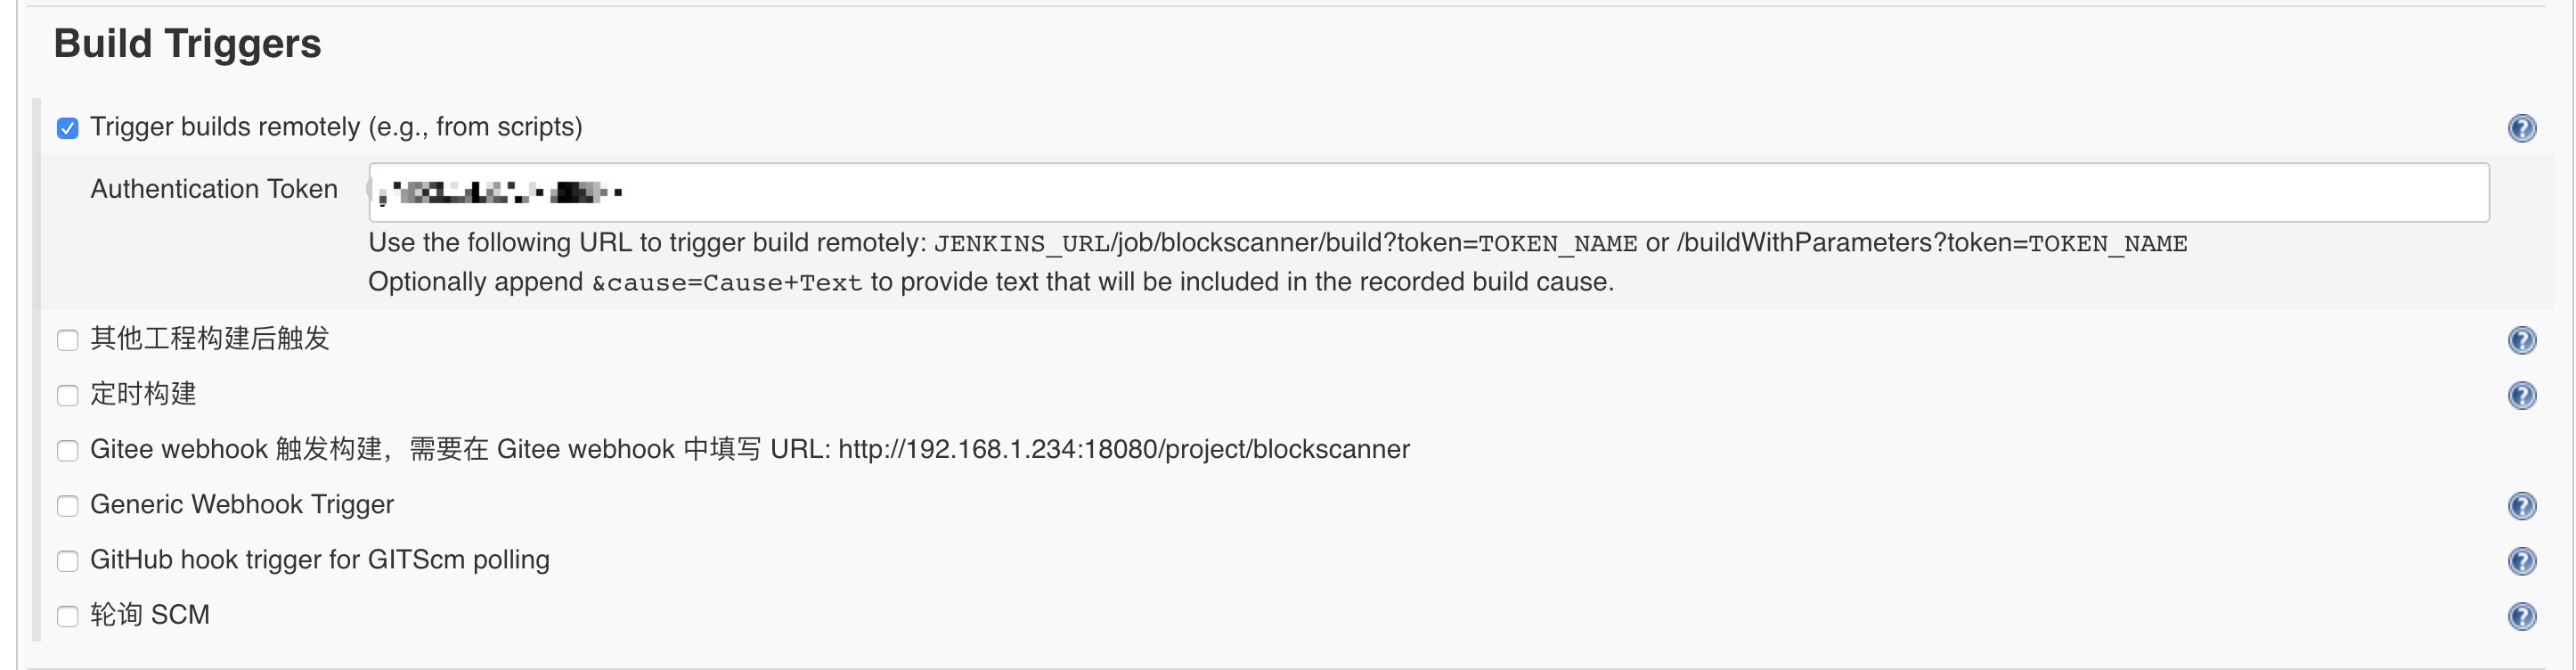 Build Triggers
Trigger builds remotely (e.g., from scripts)
Authentication Token
Use the following URL to trigger build remotely: JENKINS_URL/job/blockscanner/build?token=TOKEN_NAME or /buildWithParameters?token=TOKEN_NAME
Optionally append &cause=Cause+Text to provide text that will be included in the recorded build cause.
其他工程构建后触发
定时构建
Gitee webhook 触发构建，需要在 Gitee webhook 中填写 URL: http://192.168.1.234:18080/project/blockscanner
Generic Webhook Trigger
GitHub hook trigger for GITScm polling
轮询 SCM